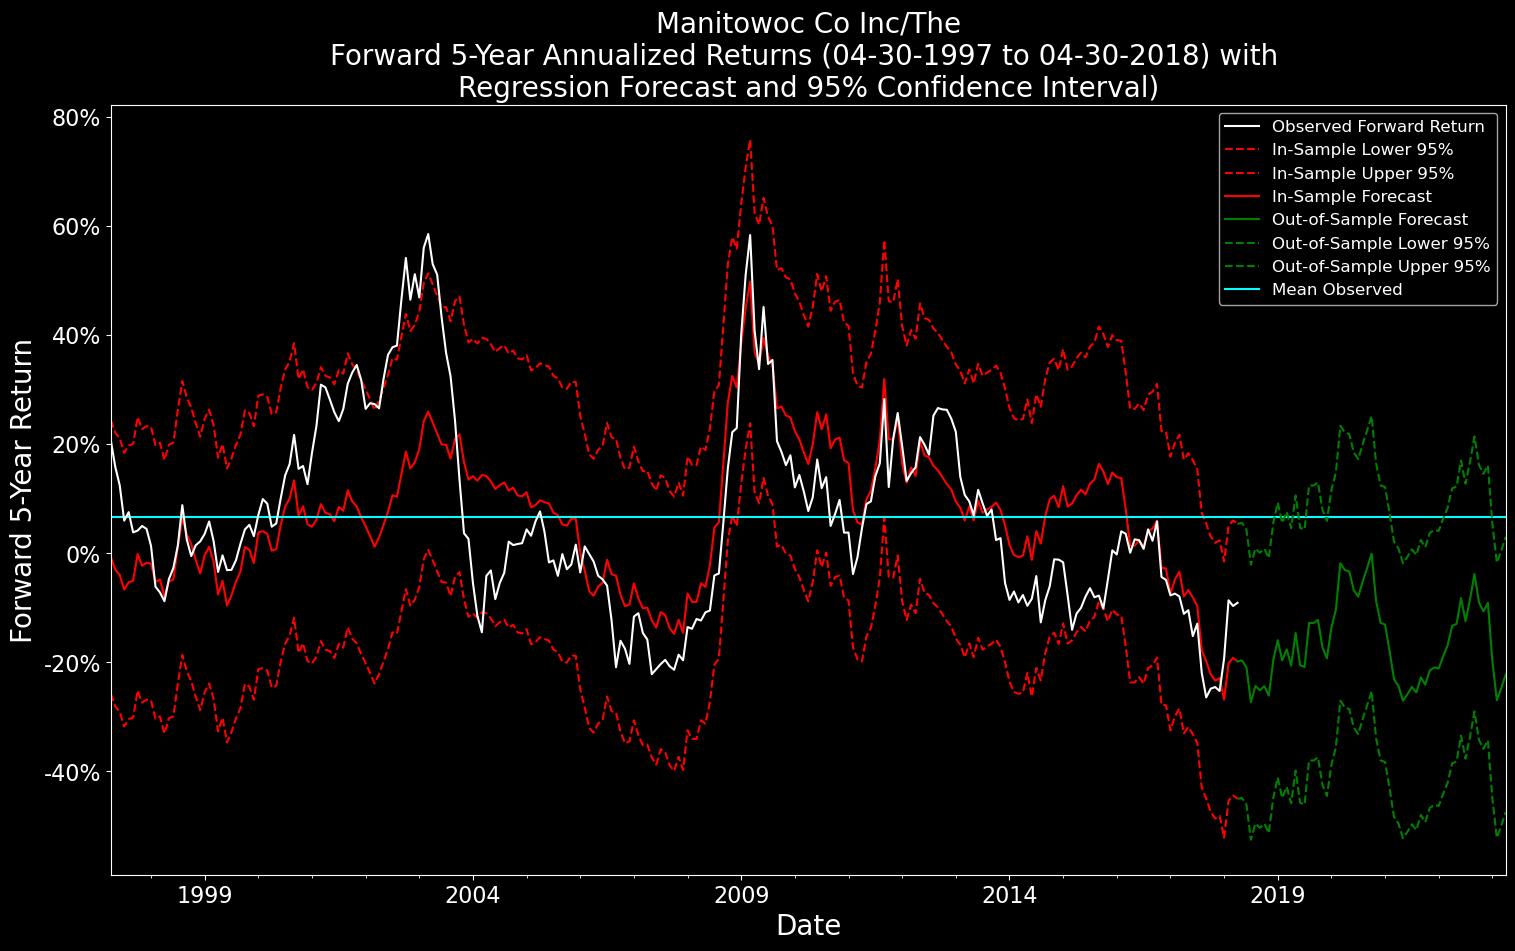 Manitowoc Co Inc/The
Forward 5-Year Annualized Returns (04-30-1997 to 04-30-2018) with
Regression Forecast and 95% Confidence Interval)
Forward 5-Year Return
80%
60%
40%
20%
0%
-20%
-40%
Observed Forward Return
In-Sample Lower 95%
In-Sample Upper 95%
In-Sample Forecast
Out-of-Sample Forecast
Out-of-Sample Lower 95%
Out-of-Sample Upper 95%
Mean Observed
1999
2004
2009
2014
2019
Date